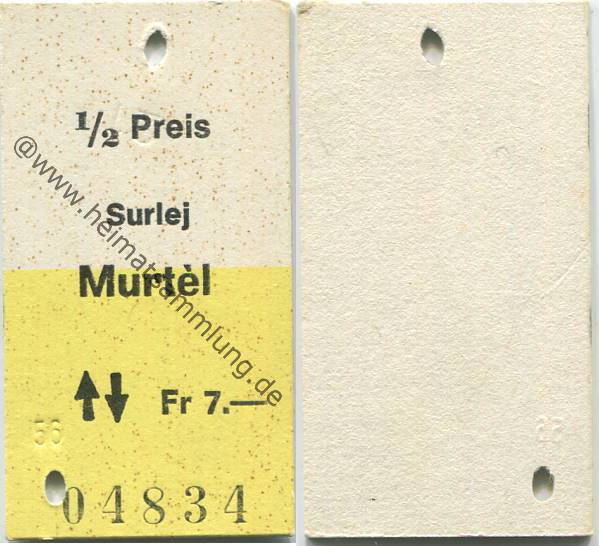 1/2 Preis
Surlej
Murtèl
Fr 7.—
04834
@www.heimatsammlung.de